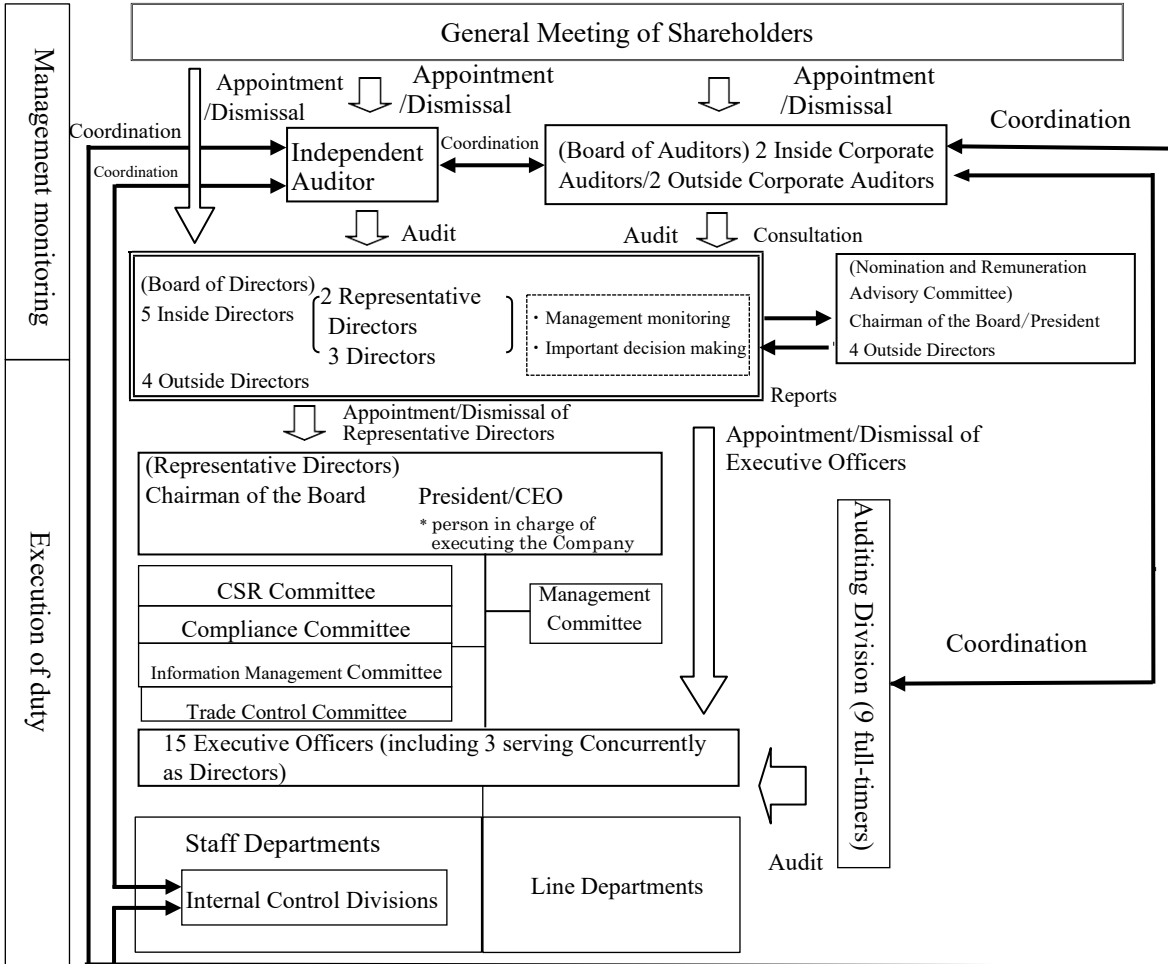 Management monitoring
Execution of duty
General Meeting of Shareholders
Appointment
/Dismissal
Appointment
/Dismissal
Appointment
/Dismissal
Coordination
Coordination
Independent
Auditor
Coordination
(Board of Auditors) 2 Inside Corporate
Auditors/2 Outside Corporate Auditors
Coordination
Audit
Audit
Consultation
(Board of Directors)
5 Inside Directors
2 Representative
Directors
3 Directors
4 Outside Directors
・Management monitoring
・Important decision making
(Nomination and Remuneration
Advisory Committee)
Chairman of the Board/President
4 Outside Directors
Reports
Appointment/Dismissal of
Representative Directors
Appointment/Dismissal of
Executive Officers
(Representative Directors)
Chairman of the Board
President/CEO
* person in charge of
executing the Company
CSR Committee
Compliance Committee
Information Management Committee
Trade Control Committee
Management
Committee
Auditing Division (9 full-timers)
Coordination
15 Executive Officers (including 3 serving Concurrently
as Directors)
Audit
Staff Departments
Internal Control Divisions
Line Departments